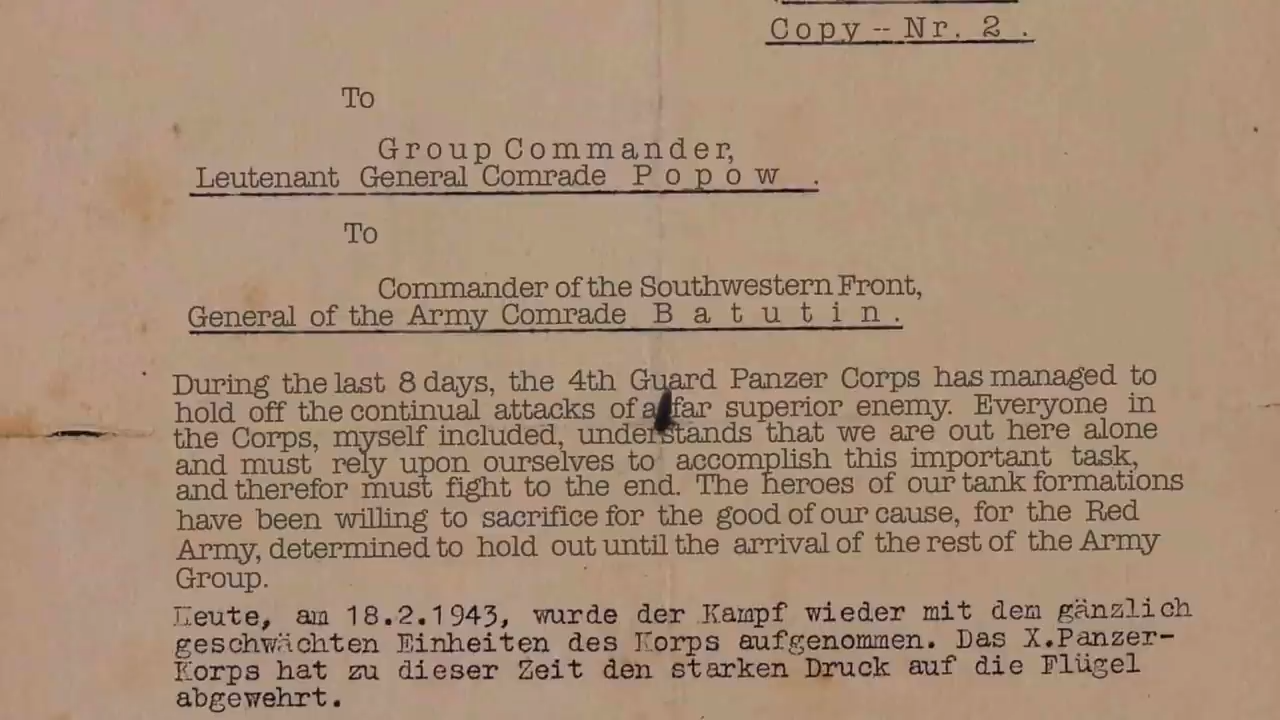 Copy -- Nr. 2 .
To
Group Commander,
Leutenant General Comrade Popow .
To
Commander of the Southwestern Front,
General of the Army Comrade Batutin.
During the last 8 days, the 4th Guard Panzer Corps has managed to
hold off the continual attacks of a far superior enemy. Everyone in
the Corps, myself included, understands that we are out here alone
and must rely upon ourselves to accomplish this important task,
and therefor must fight to the end. The heroes of our tank formations
have been willing to sacrifice for the good of our cause, for the Red
Army, determined to hold out until the arrival of the rest of the Army
Group.
Heute, am 18.2.1943, wurde der Kampf wieder mit dem gänzlich
geschwächten Einheiten des Korps aufgenommen. Das X.Panzer-
Korps hat zu dieser Zeit den starken Druck auf die Flügel
abgewehrt.